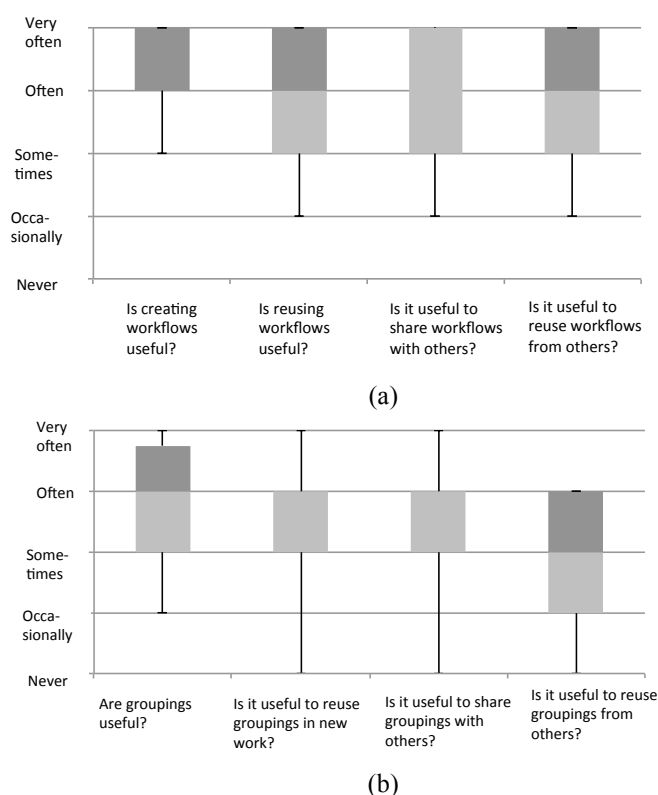 Very
often
Often
Some-
times
Occa-
sionally
Never
Is creating
workflows
useful?
Is reusing
workflows
useful?
Is it useful to
share workflows
with others?
Is it useful to
reuse workflows
from others?
(a)
Very
often
Often
Some-
times
Occa-
sionally
Never
Are groupings
useful?
Is it useful to reuse
groupings in new
work?
Is it useful to share
groupings with
others?
Is it useful to reuse
groupings from
others?
(b)